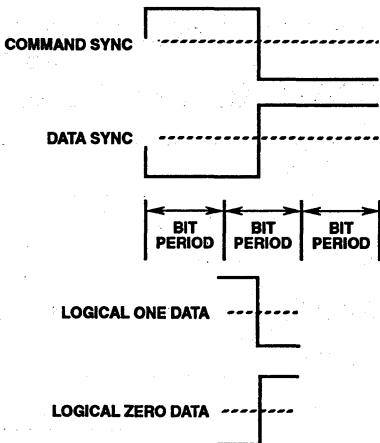 COMMAND SYNC
DATA SYNC
BIT PERIOD
BIT PERIOD
BIT PERIOD
LOGICAL ONE DATA
LOGICAL ZERO DATA